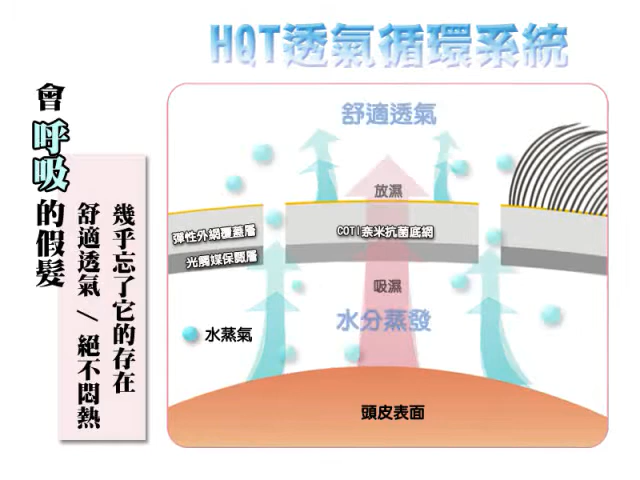 HQT透氣循環系統
會呼吸的假髮
幾乎忘了它的存在
舒適透氣 / 絕不悶熱
舒適透氣
放濕
彈性外網覆蓋層
COTI奈米抗菌底網
光觸媒保髮層
吸濕
水分蒸發
水蒸氣
頭皮表面